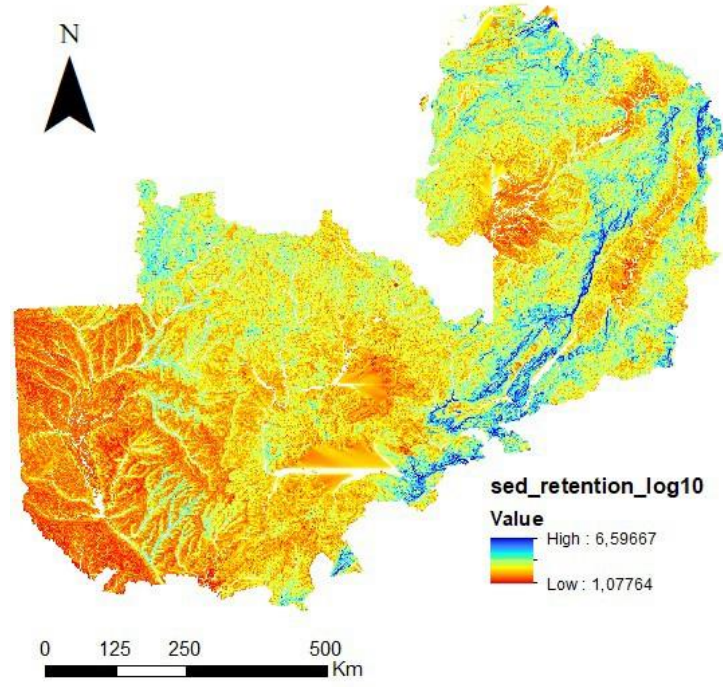 N
sed_retention_log10
Value
High : 6,59667
Low : 1,07764
0 125 250 500
Km